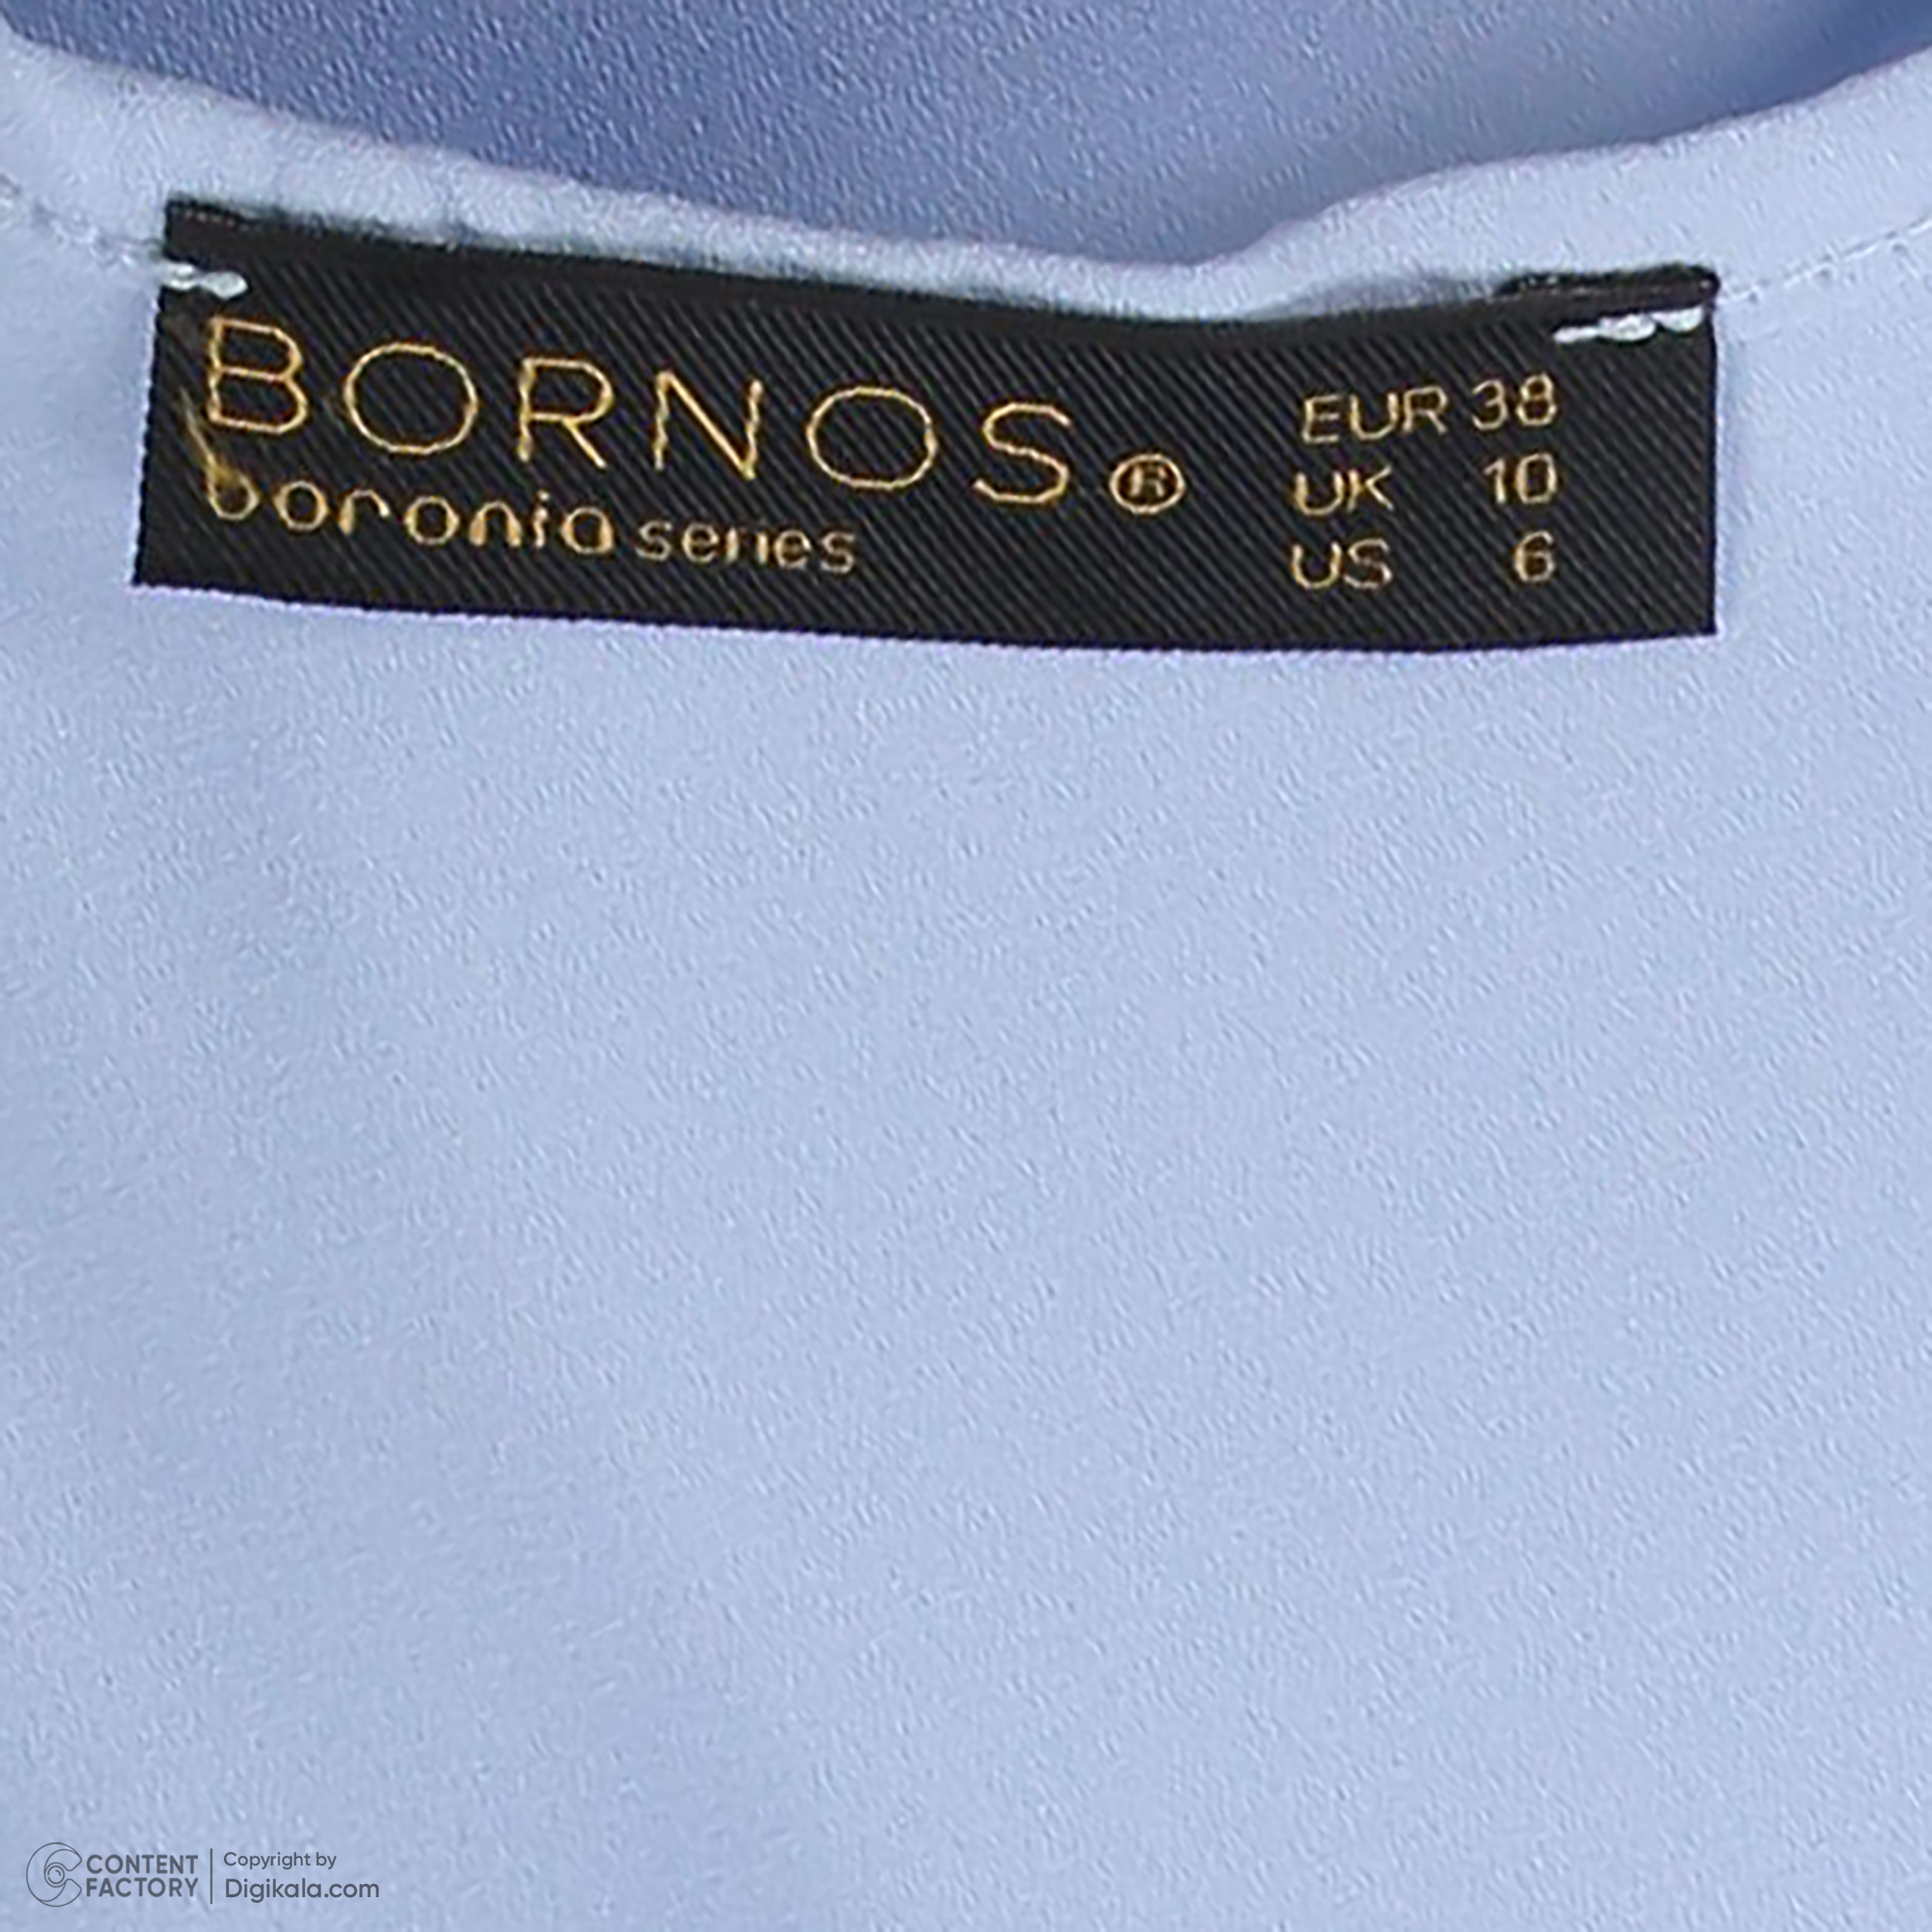 BORNOS®
boronia series
EUR 38
UK 10
US 6
CONTENT FACTORY
Copyright by
Digikala.com